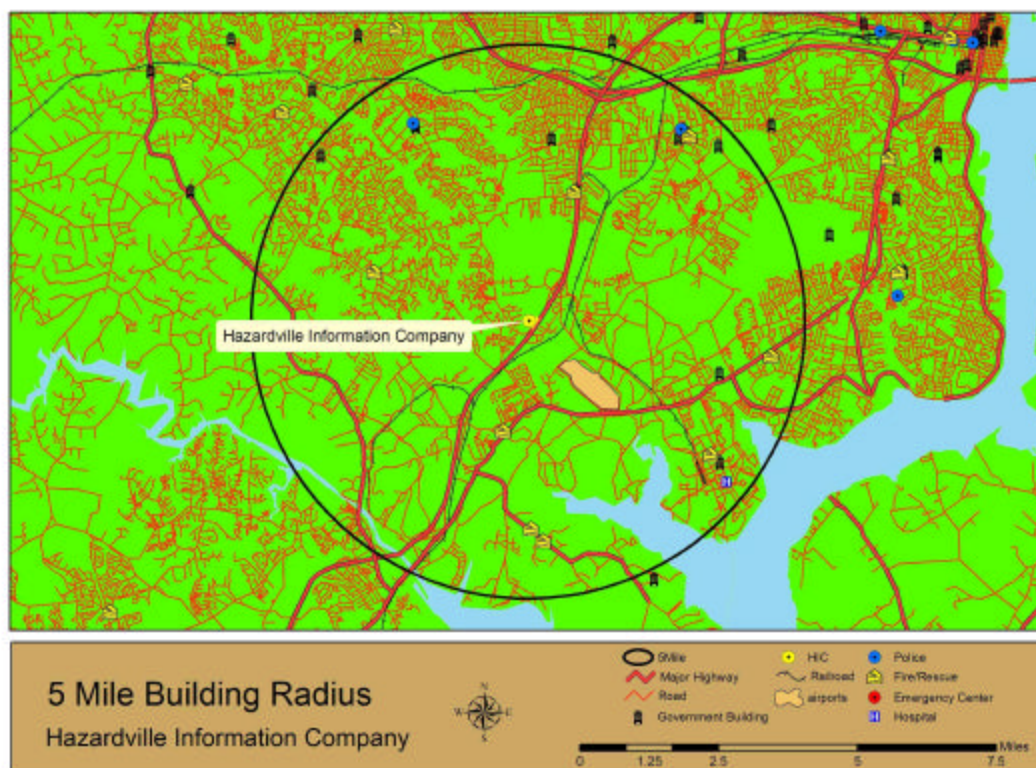 Hazardville Information Company
5 Mile Building Radius
Hazardville Information Company
N
W E
S
5Mile
Major Highway
Road
Government Building
HIC
Railroad
airports
Police
Fire/Rescue
Emergency Center
H Hospital
Miles
0 1.25 2.5 5 7.5